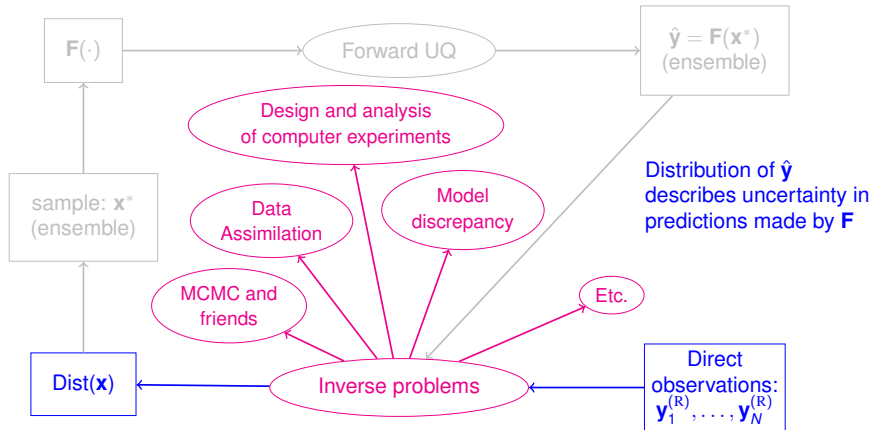 F(·)
Forward UQ
ŷ = F(x*)
(ensemble)
Design and analysis
of computer experiments
Distribution of ŷ
describes uncertainty in
predictions made by F
sample: x*
(ensemble)
Data
Assimilation
Model
discrepancy
MCMC and
friends
Etc.
Dist(x)
Inverse problems
Direct
observations:
y₁⁽ᴿ⁾, . . . , y_N⁽ᴿ⁾